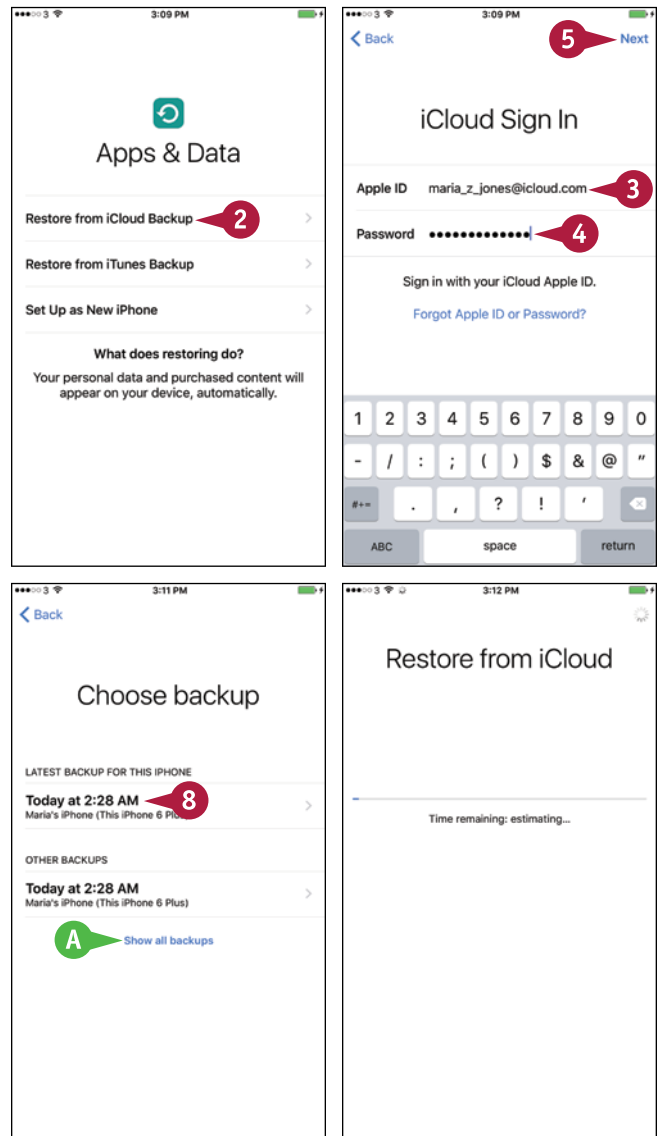 3 3:09 PM
Apps & Data
Restore from iCloud Backup
2
Restore from iTunes Backup
Set Up as New iPhone
What does restoring do?
Your personal data and purchased content will
appear on your device, automatically.
3 3:09 PM
Back
5
Next
iCloud Sign In
Apple ID maria_z_jones@icloud.com
3
Password •••••••••••••
4
Sign in with your iCloud Apple ID.
Forgot Apple ID or Password?
1 2 3 4 5 6 7 8 9 0
- / : ; ( ) $ & @ "
#+= . , ? ! '
ABC space return
3 3:11 PM
Back
Choose backup
LATEST BACKUP FOR THIS IPHONE
Today at 2:28 AM
8
Maria's iPhone (This iPhone 6
OTHER BACKUPS
Today at 2:28 AM
Maria's iPhone (This iPhone 6 Plus)
A
Show all backups
3 3:12 PM
Restore from iCloud
Time remaining: estimating...